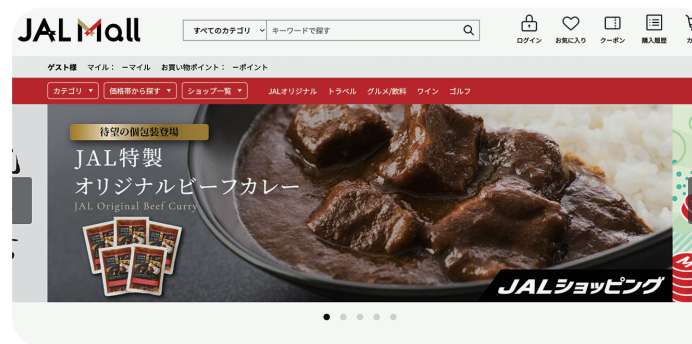 JAL Mall
すべてのカテゴリ
キーワードで探す
ログイン
お気に入り
クーポン
購入履歴
ゲスト様 マイル： ーマイル お買い物ポイント： ーポイント
カテゴリ ▼
価格帯から探す ▼
ショップ一覧 ▼
JALオリジナル トラベル グルメ/飲料 ワイン ゴルフ
待望の個包装登場
JAL特製
オリジナルビーフカレー
JAL Original Beef Curry
JALショッピング